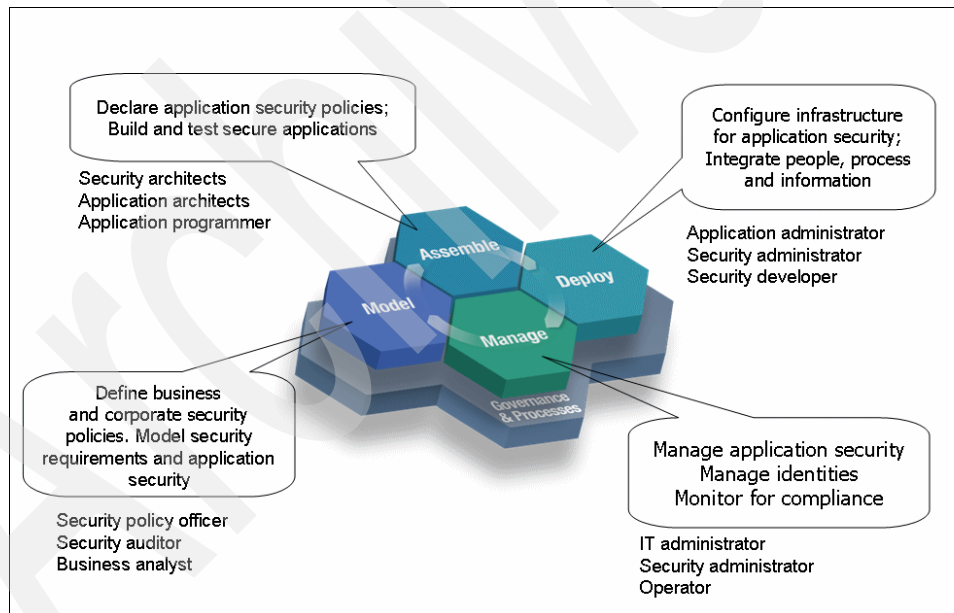 Declare application security policies;
Build and test secure applications
Security architects
Application architects
Application programmer
Configure infrastructure
for application security;
Integrate people, process
and information
Application administrator
Security administrator
Security developer
Assemble
Deploy
Model
Manage
Governance
& Processes
Define business
and corporate security
policies. Model security
requirements and application
security
Security policy officer
Security auditor
Business analyst
Manage application security
Manage identities
Monitor for compliance
IT administrator
Security administrator
Operator